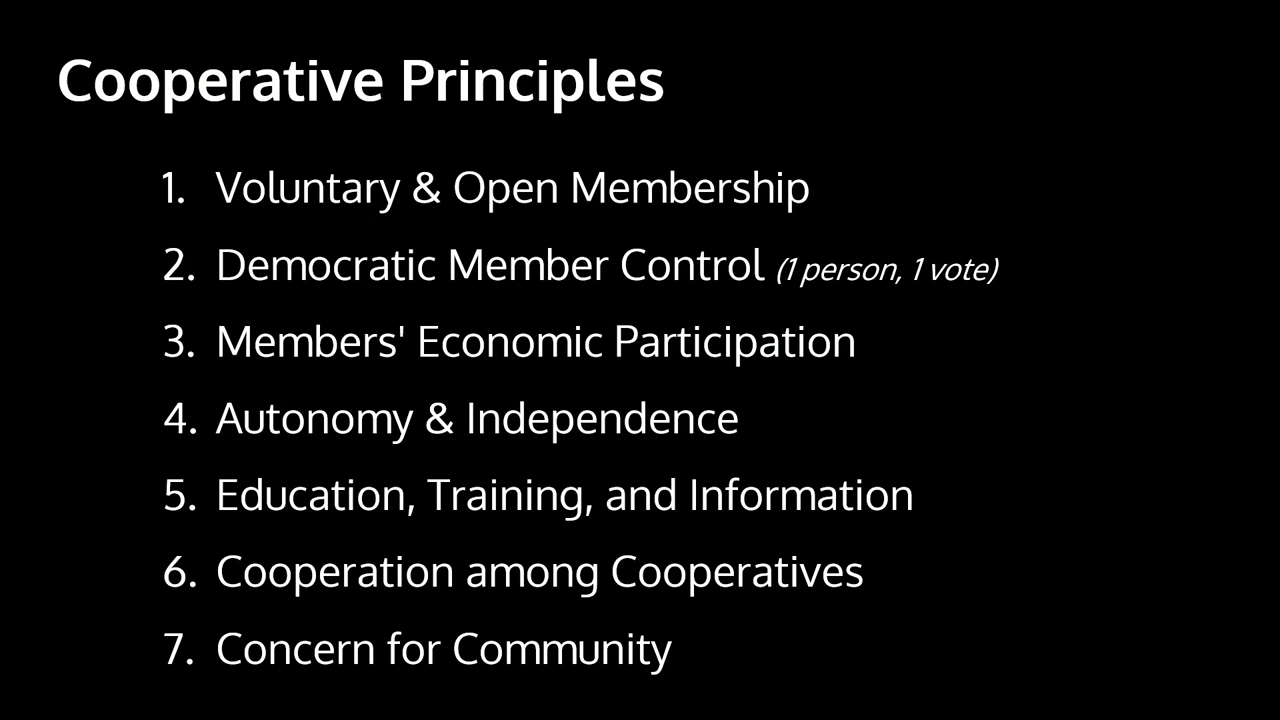 Cooperative Principles
1. Voluntary & Open Membership
2. Democratic Member Control (1 person, 1 vote)
3. Members' Economic Participation
4. Autonomy & Independence
5. Education, Training, and Information
6. Cooperation among Cooperatives
7. Concern for Community